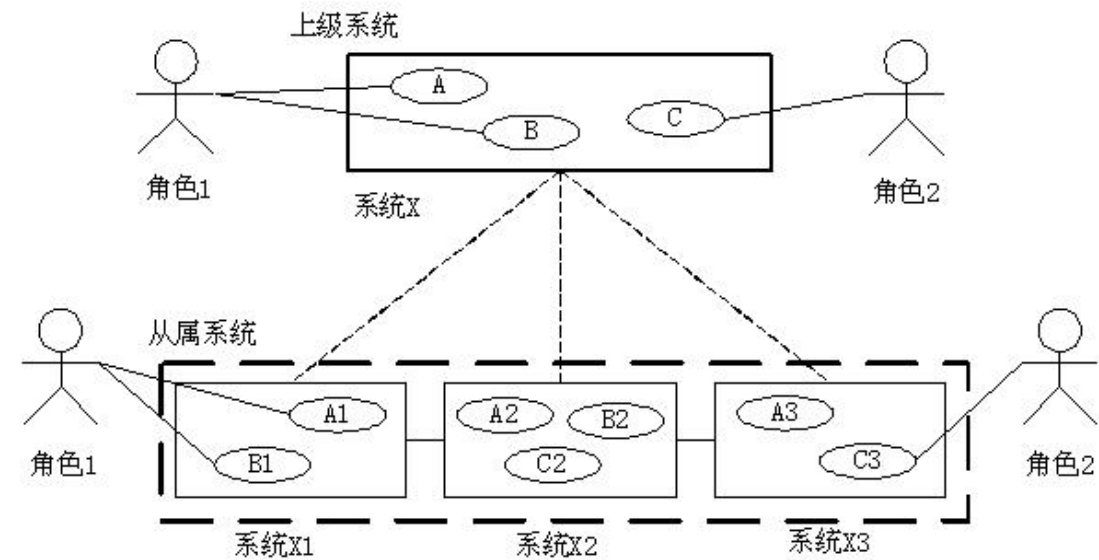 上级系统
A
B
C
角色1
系统X
角色2
从属系统
A1
B1
A2
B2
C2
A3
C3
角色1
角色2
系统X1
系统X2
系统X3